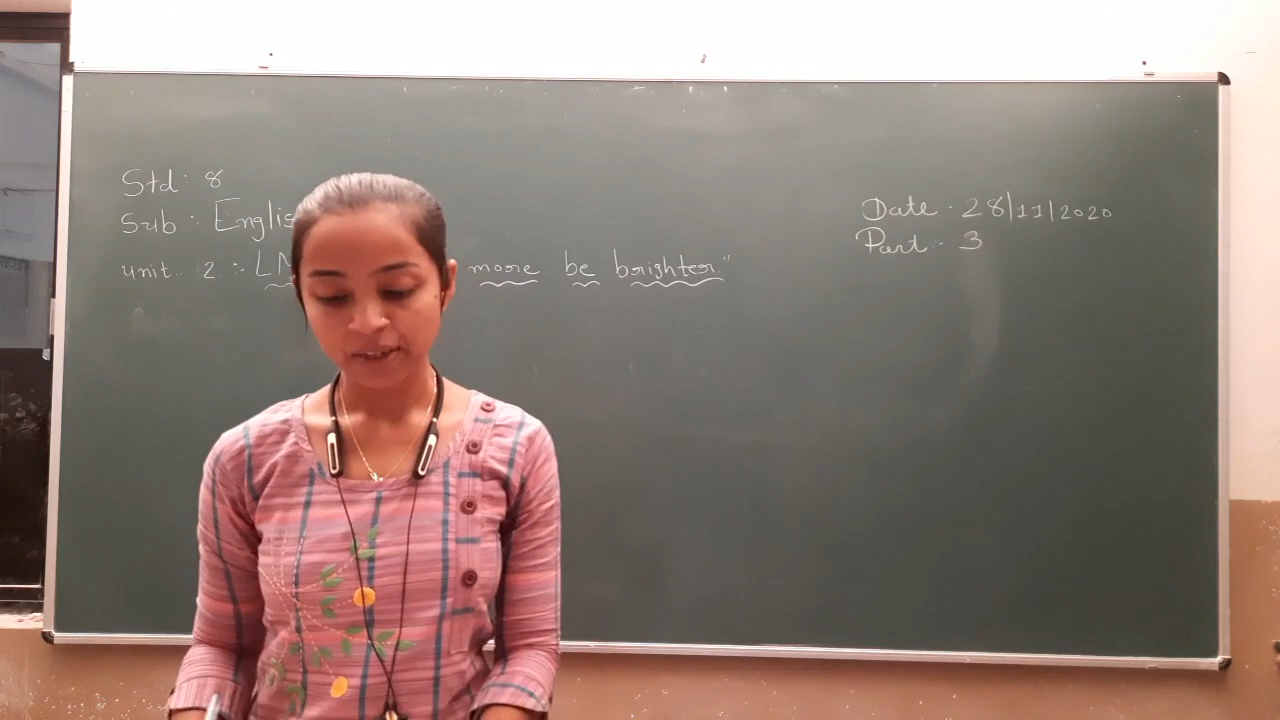 Std: 8
Sub :- Englis
unit.. 2 :- LN more be brighter"
Date . 28/11/2020
Part :- 3